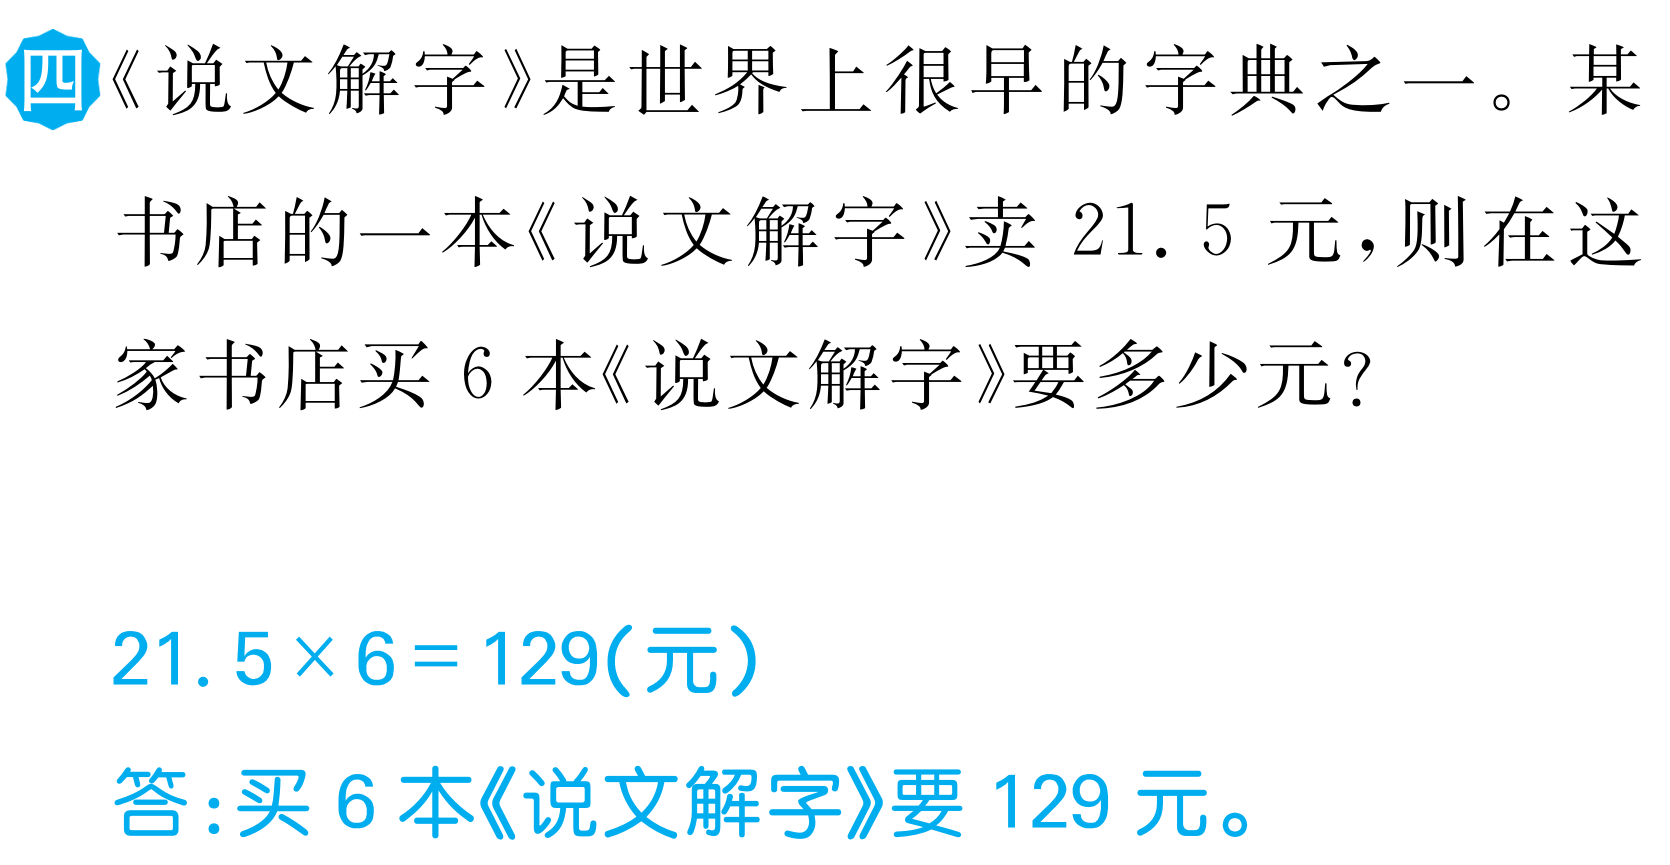 四《说文解字》是世界上很早的字典之一。某
书店的一本《说文解字》卖 21.5 元,则在这
家书店买 6 本《说文解字》要多少元?
21.5×6=129(元)
答:买 6 本《说文解字》要 129 元。